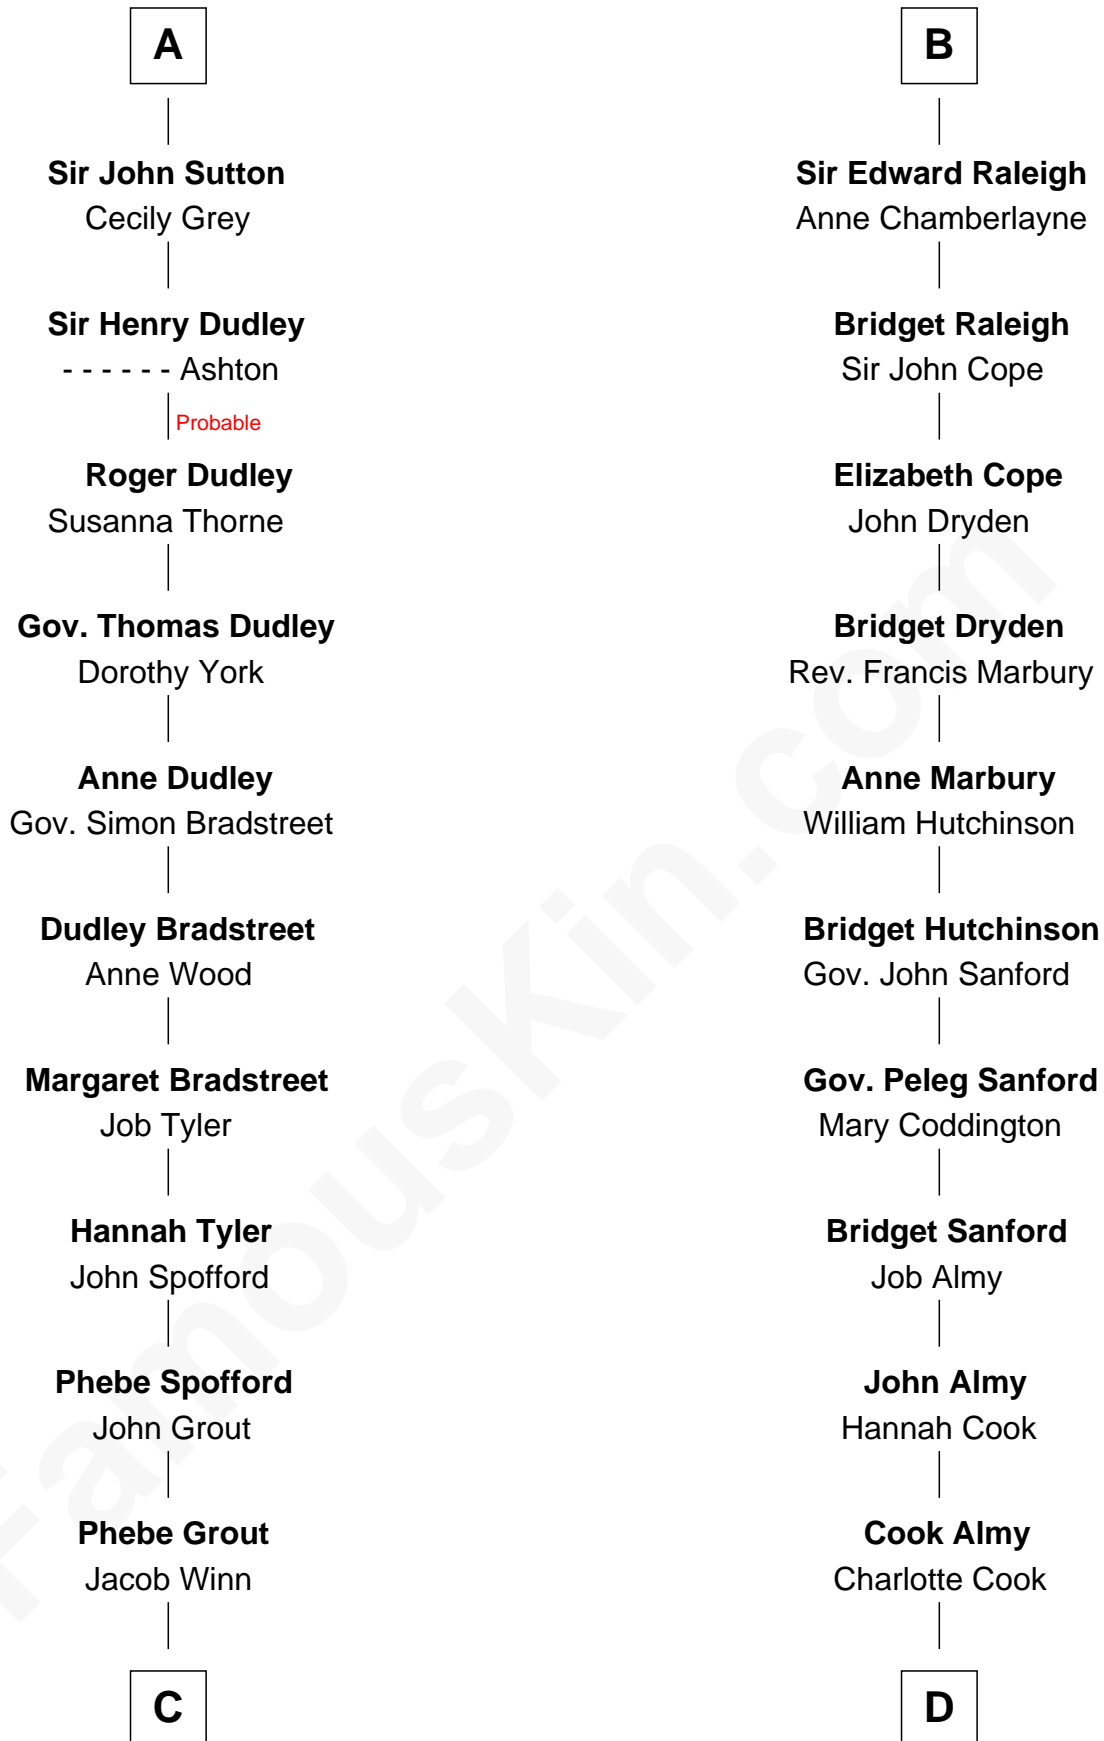 A
Sir John Sutton
Cecily Grey
Sir Henry Dudley
- - - - - - Ashton
Probable
Roger Dudley
Susanna Thorne
Gov. Thomas Dudley
Dorothy York
Anne Dudley
Gov. Simon Bradstreet
Dudley Bradstreet
Anne Wood
Margaret Bradstreet
Job Tyler
Hannah Tyler
John Spofford
Phebe Spofford
John Grout
Phebe Grout
Jacob Winn
C
B
Sir Edward Raleigh
Anne Chamberlayne
Bridget Raleigh
Sir John Cope
Elizabeth Cope
John Dryden
Bridget Dryden
Rev. Francis Marbury
Anne Marbury
William Hutchinson
Bridget Hutchinson
Gov. John Sanford
Gov. Peleg Sanford
Mary Coddington
Bridget Sanford
Job Almy
John Almy
Hannah Cook
Cook Almy
Charlotte Cook
D
FamousKin.com